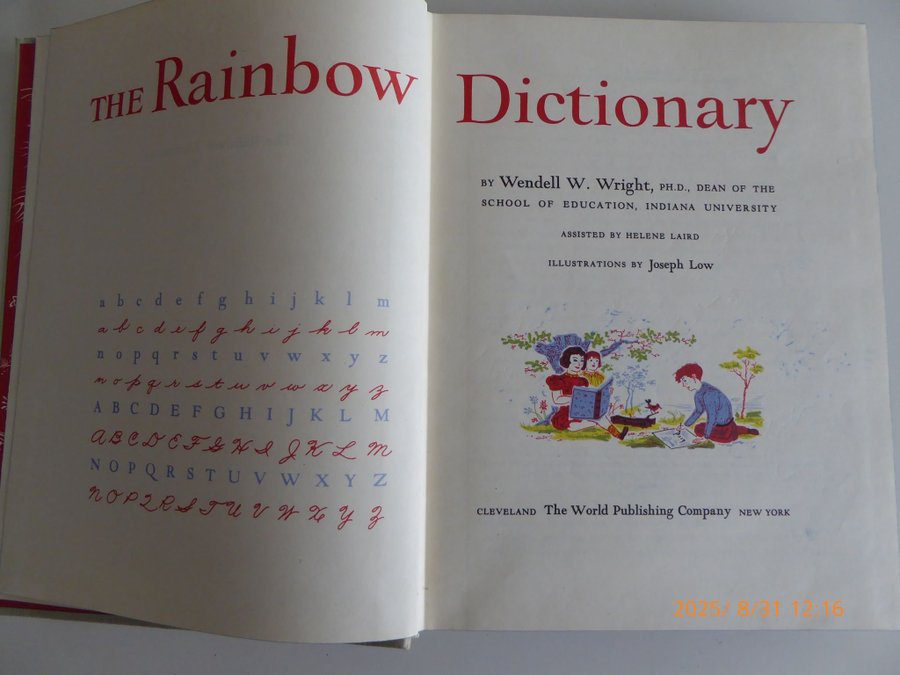 THE Rainbow Dictionary
a b c d e f g h i j k l m
a b c d e f g h i j k l m
n o p q r s t u v w x y z
n o p q r s t u v w x y z
A B C D E F G H I J K L M
A B C D E F G H I J K L M
N O P Q R S T U V W X Y Z
N O P Q R S T U V W X Y Z
BY Wendell W. Wright, PH.D., DEAN OF THE
SCHOOL OF EDUCATION, INDIANA UNIVERSITY
ASSISTED BY HELENE LAIRD
ILLUSTRATIONS BY Joseph Low
CLEVELAND The World Publishing Company NEW YORK
2025/ 8/31 12:16